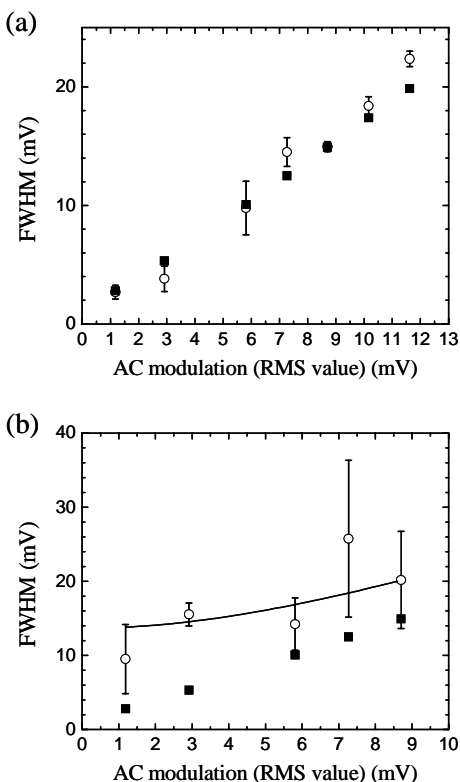 (a)
20
10
0
FWHM (mV)
0 1 2 3 4 5 6 7 8 9 10 11 12 13
AC modulation (RMS value) (mV)
(b)
40
30
20
10
0
FWHM (mV)
0 1 2 3 4 5 6 7 8 9 10
AC modulation (RMS value) (mV)